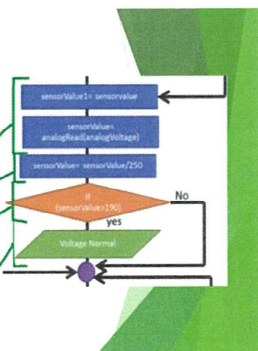 sensorValue1= sensorvalue
sensorValue=
analogRead(analogVoltage)
sensorValue= sensorValue/250
If
(sensorValue>190)
No
yes
Voltage Normal